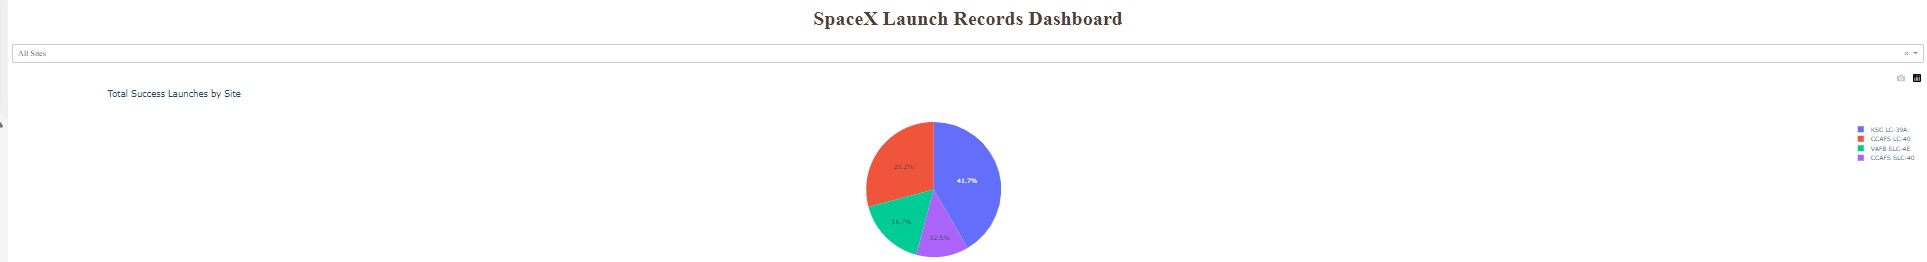 SpaceX Launch Records Dashboard
All Sites
Total Success Launches by Site
KSC LC-39A
CCAFS LC-40
VAFB SLC-4E
CCAFS SLC-40
29.2%
41.7%
16.7%
12.5%